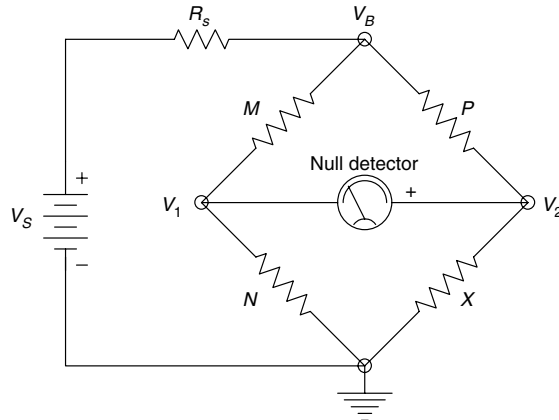 R_s
V_B
M
P
Null detector
+
+
V_S
V_1
V_2
−
N
X